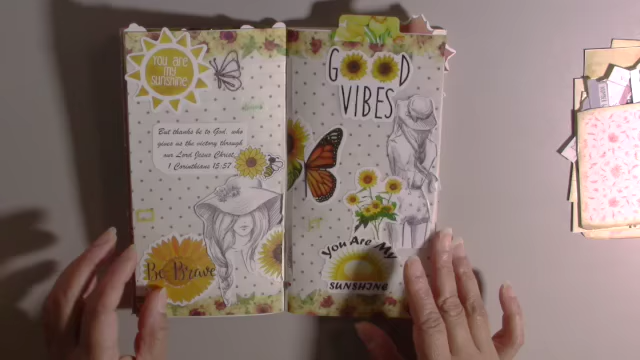 You are
my
sunshine
But thanks be to God, who
gives us the victory through
our Lord Jesus Christ.
1 Corinthians 15:57
Be Brave
GOOD
VIBES
You Are My
SUNSHINE